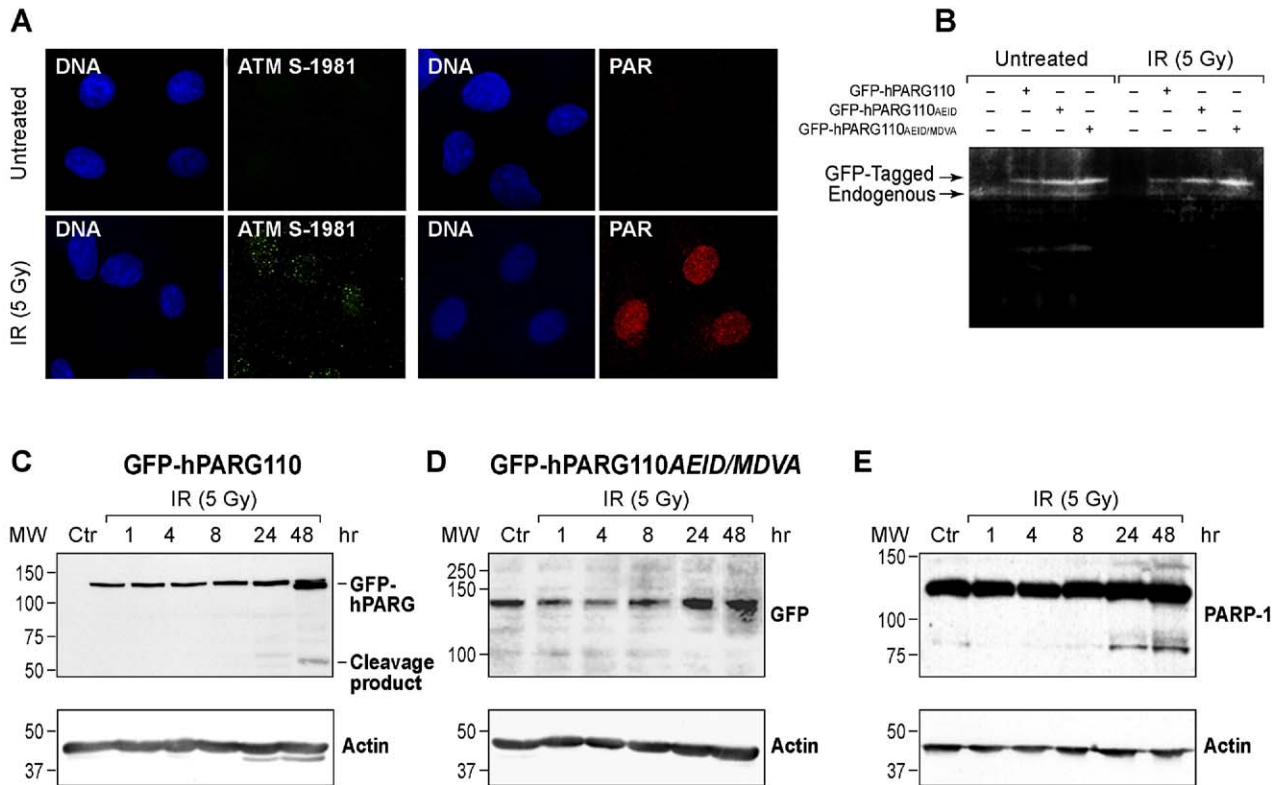 A
DNA
ATM S-1981
DNA
PAR
Untreated
DNA
ATM S-1981
DNA
PAR
IR (5 Gy)
B
Untreated IR (5 Gy)
GFP-hPARG110 – + – – – + – –
GFP-hPARG110AEID – – + – – – + –
GFP-hPARG110AEID/MDVA – – – + – – – +
GFP-Tagged
Endogenous
C GFP-hPARG110
IR (5 Gy)
MW Ctr 1 4 8 24 48 hr
150
100
75
50
GFP-
hPARG
Cleavage
product
50
37
Actin
D GFP-hPARG110AEID/MDVA
IR (5 Gy)
MW Ctr 1 4 8 24 48 hr
250
150
100
GFP
50
37
Actin
E
IR (5 Gy)
MW Ctr 1 4 8 24 48 hr
150
100
75
PARP-1
50
37
Actin